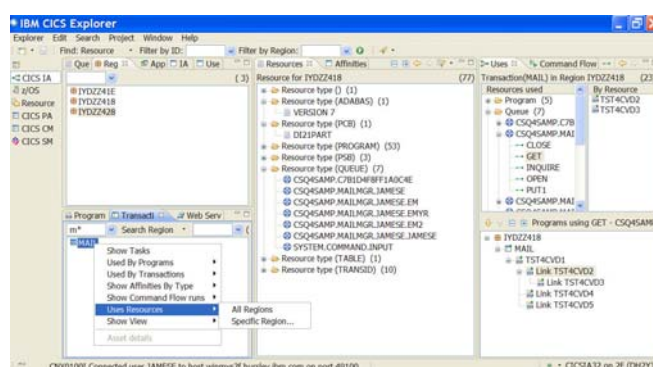 IBM CICS Explorer
Explorer Edit Search Project Window Help
Find: Resource Filter by ID: Filter by Region:
CICS IA
z/OS
Resource
CICS PA
CICS CM
CICS SM
Que Reg App IA Use
(3)
IYDZZ41E
IYDZZ41B
IYDZZ42B
Program Transacti Web Serv
m* Search Region
MAIL
Show Tasks
Used By Programs
Used By Transactions
Show Affinities By Type
Show Command Flow runs
Uses Resources
Show View
Asset details
All Regions
Specific Region...
Resources Affinities
Resource for IYDZZ418 (77)
Resource type () (1)
Resource type (ADABAS) (1)
VERSION 7
Resource type (PCB) (1)
DI21PART
Resource type (PROGRAM) (53)
Resource type (PSB) (3)
Resource type (QUEUE) (7)
CSQ4SAMP.C7B1D4F8FF1A0C4E
CSQ4SAMP.MAILMGR.JAMESE
CSQ4SAMP.MAILMGR.JAMESE.EM
CSQ4SAMP.MAILMGR.JAMESE.EMYR
CSQ4SAMP.MAILMGR.JAMESE.EM2
CSQ4SAMP.MAILMGR.JAMESE.JAMESE
SYSTEM.COMMAND.INPUT
Resource type (TABLE) (1)
Resource type (TRANSID) (10)
Uses Command Flow
Transaction(MAIL) in Region IYDZZ418 (23
Resources used
Program (5)
Queue (7)
CSQ4SAMP.C7B
CSQ4SAMP.MAI
CLOSE
GET
INQUIRE
OPEN
PUT1
CSQ4SAMP.MAI
By Resource
TST4CVD2
TST4CVD3
Programs using GET - CSQ4SAM
IYDZZ418
MAIL
TST4CVD1
Link TST4CVD2
Link TST4CVD3
Link TST4CVD4
Link TST4CVD5